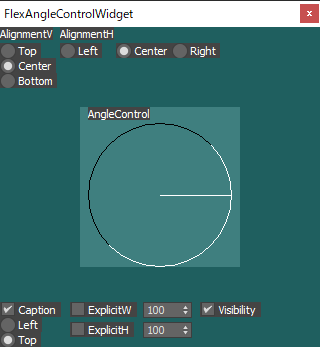 FlexAngleControlWidget x
AlignmentV AlignmentH
Top Left Center Right
Center
Bottom
AngleControl
Caption ExplicitW 100 Visibility
Left
ExplicitH 100
Top